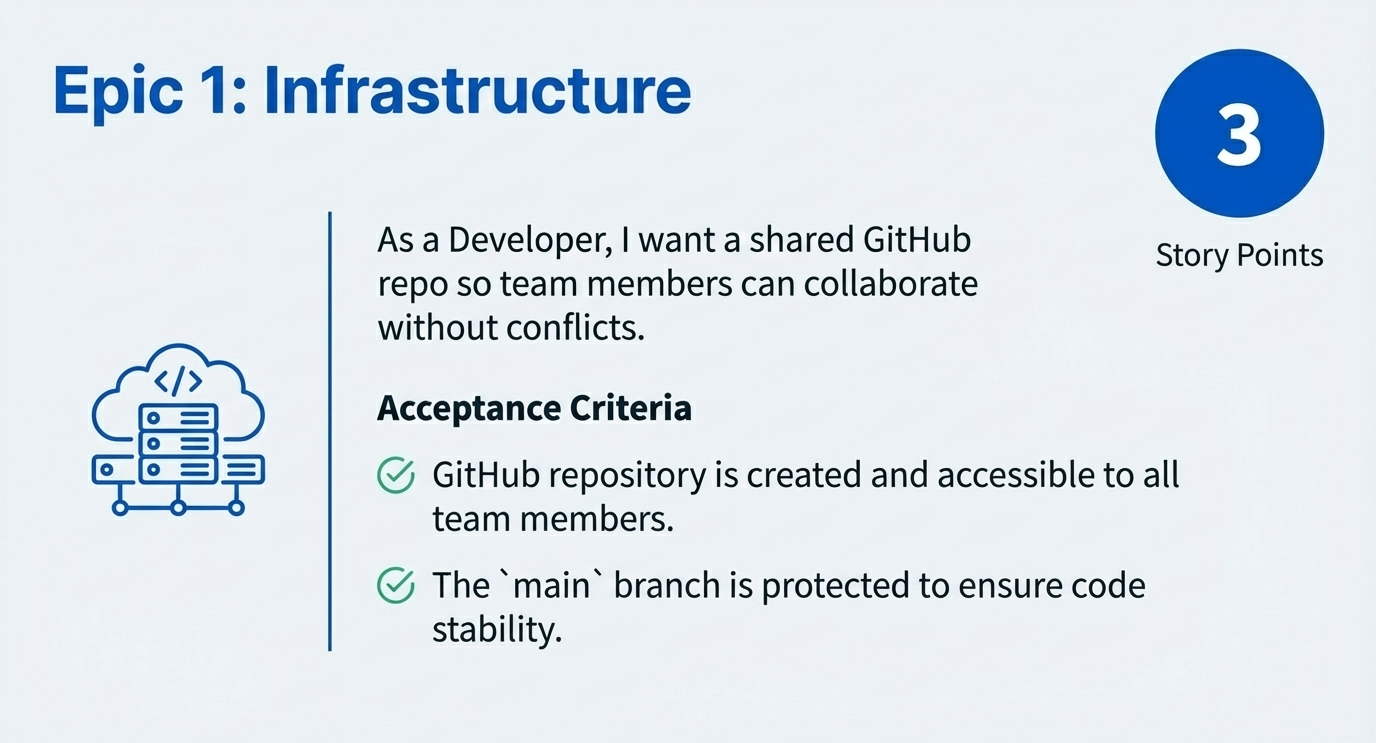 Epic 1: Infrastructure
3
Story Points
As a Developer, I want a shared GitHub
repo so team members can collaborate
without conflicts.
Acceptance Criteria
GitHub repository is created and accessible to all
team members.
The `main` branch is protected to ensure code
stability.